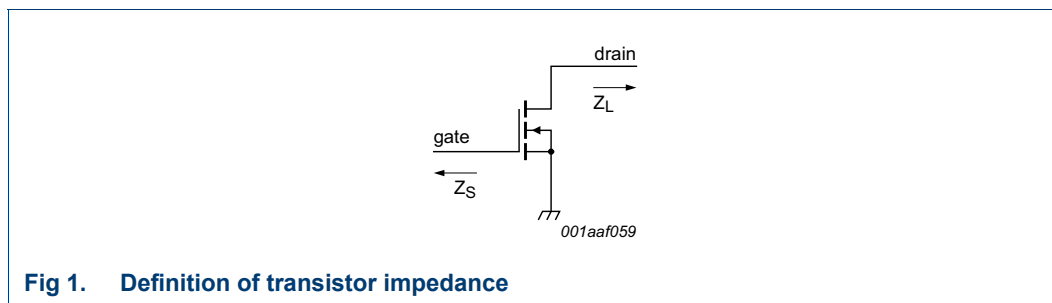 drain
Z_L
gate
Z_S
001aaf059
Fig 1. Definition of transistor impedance